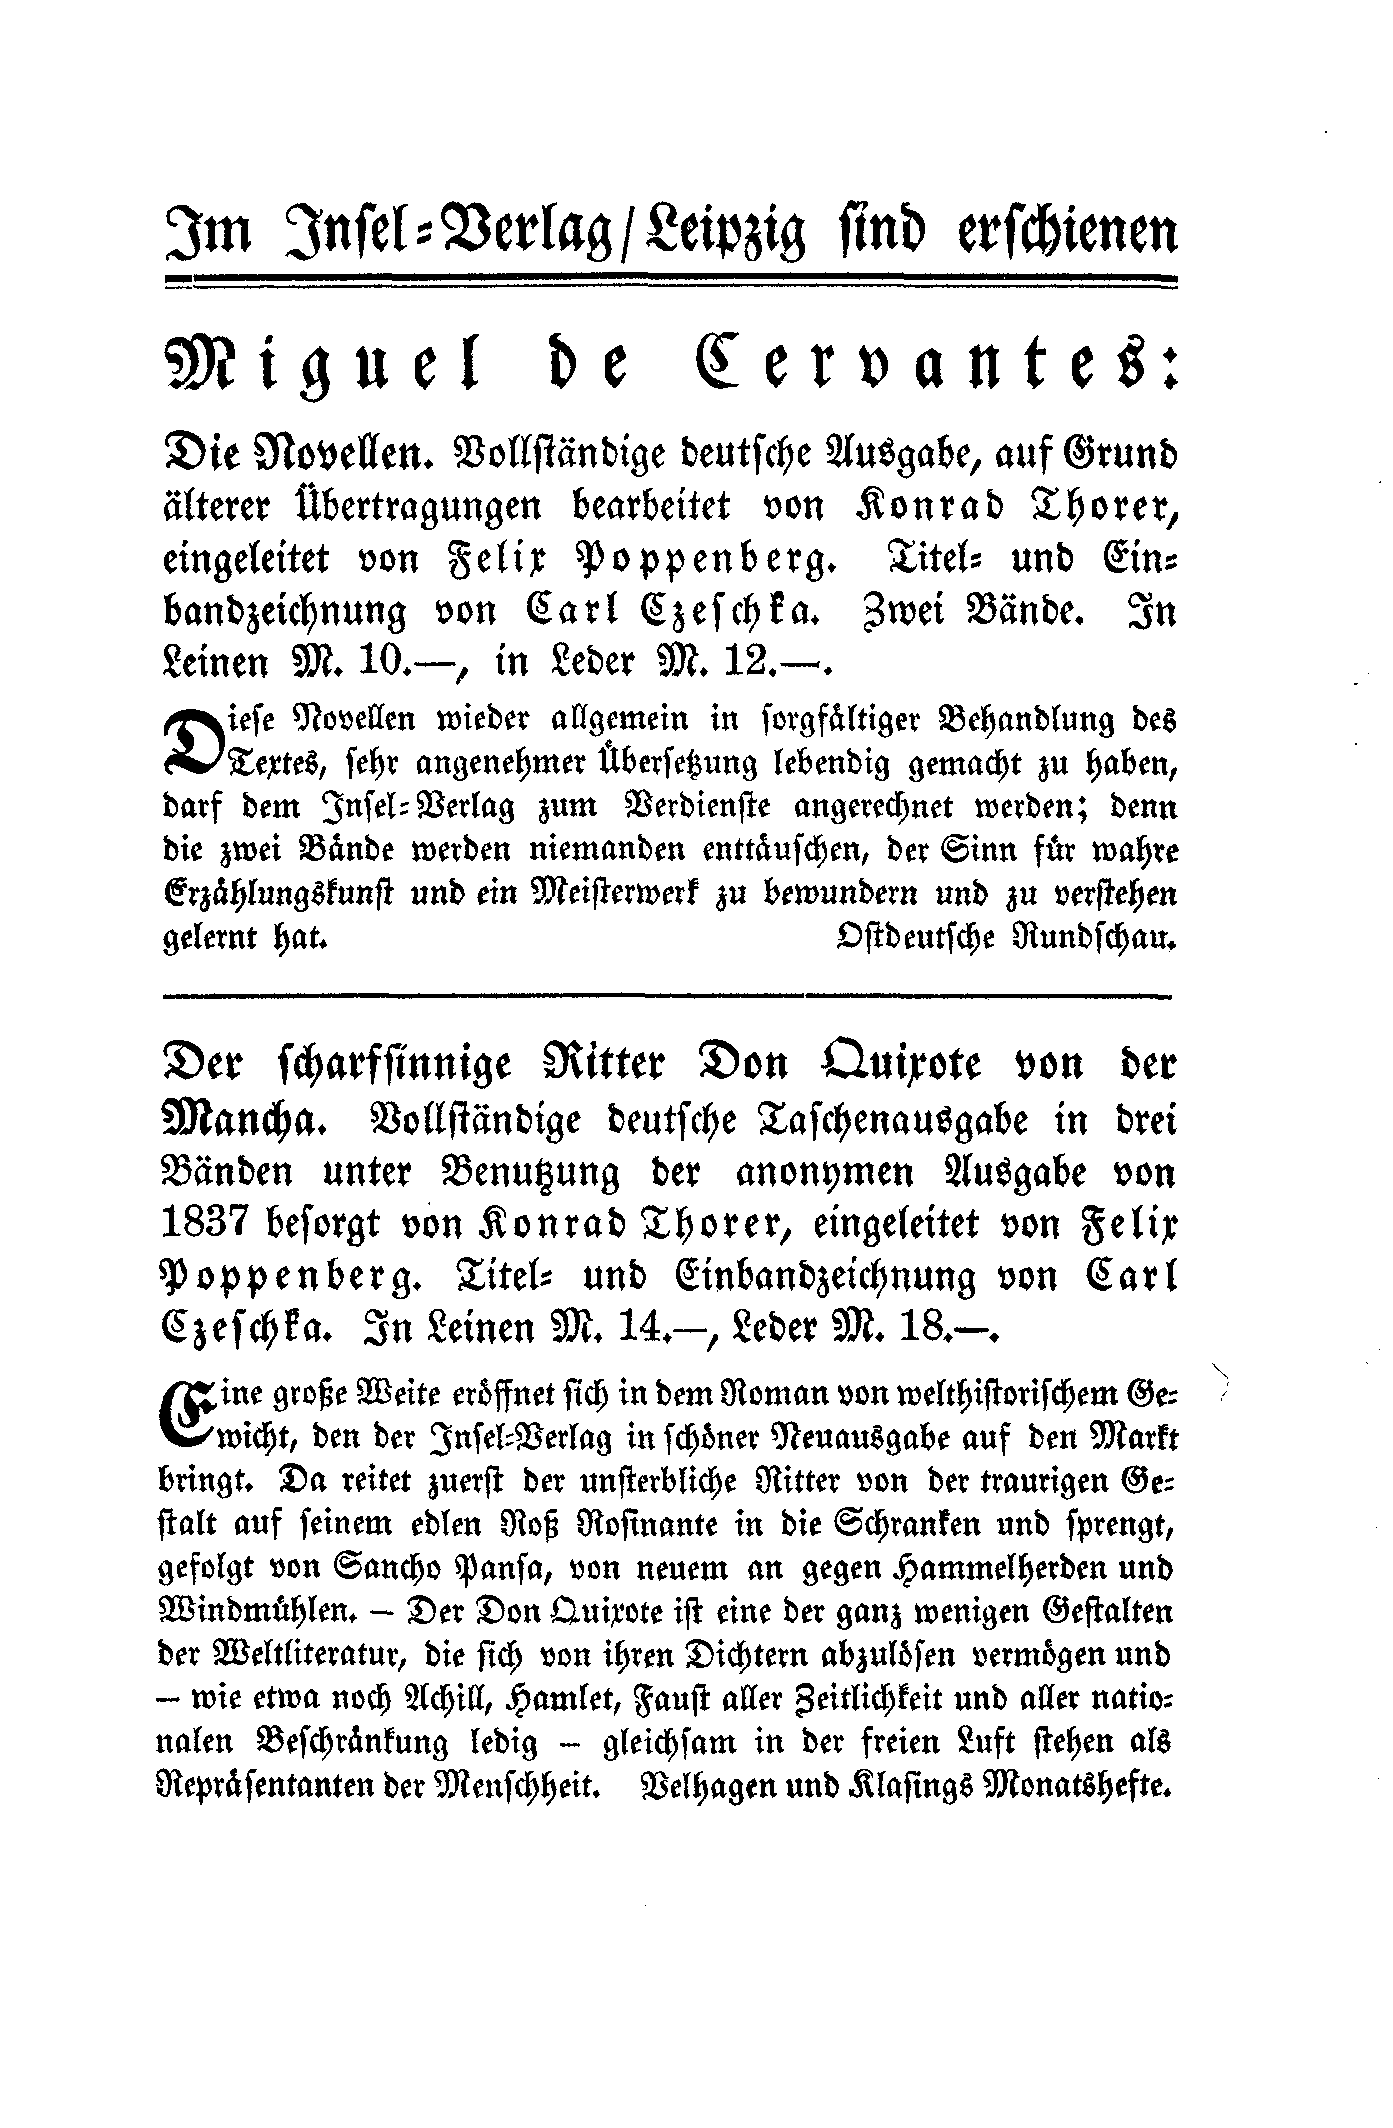 Im Insel-Verlag/Leipzig sind erschienen
Miguel de Cervantes:
Die Novellen. Vollständige deutsche Ausgabe, auf Grund
älterer Übertragungen bearbeitet von Konrad Thorer,
eingeleitet von Felix Poppenberg. Titel- und Ein-
bandzeichnung von Carl Czeschka. Zwei Bände. In
Leinen M. 10.—, in Leder M. 12.—.
Diese Novellen wieder allgemein in sorgfältiger Behandlung des
Textes, sehr angenehmer Übersetzung lebendig gemacht zu haben,
darf dem Insel-Verlag zum Verdienste angerechnet werden; denn
die zwei Bände werden niemanden enttäuschen, der Sinn für wahre
Erzählungskunst und ein Meisterwerk zu bewundern und zu verstehen
gelernt hat. Ostdeutsche Rundschau.
Der scharfsinnige Ritter Don Quixote von der
Mancha. Vollständige deutsche Taschenausgabe in drei
Bänden unter Benutzung der anonymen Ausgabe von
1837 besorgt von Konrad Thorer, eingeleitet von Felix
Poppenberg. Titel- und Einbandzeichnung von Carl
Czeschka. In Leinen M. 14.—, Leder M. 18.—.
Eine große Weite eröffnet sich in dem Roman von welthistorischem Ge-
wicht, den der Insel-Verlag in schöner Neuausgabe auf den Markt
bringt. Da reitet zuerst der unsterbliche Ritter von der traurigen Ge-
stalt auf seinem edlen Roß Rosinante in die Schranken und sprengt,
gefolgt von Sancho Pansa, von neuem an gegen Hammelherden und
Windmühlen. – Der Don Quixote ist eine der ganz wenigen Gestalten
der Weltliteratur, die sich von ihren Dichtern abzulösen vermögen und
– wie etwa noch Achill, Hamlet, Faust aller Zeitlichkeit und aller natio-
nalen Beschränkung ledig – gleichsam in der freien Luft stehen als
Repräsentanten der Menschheit. Velhagen und Klasings Monatshefte.